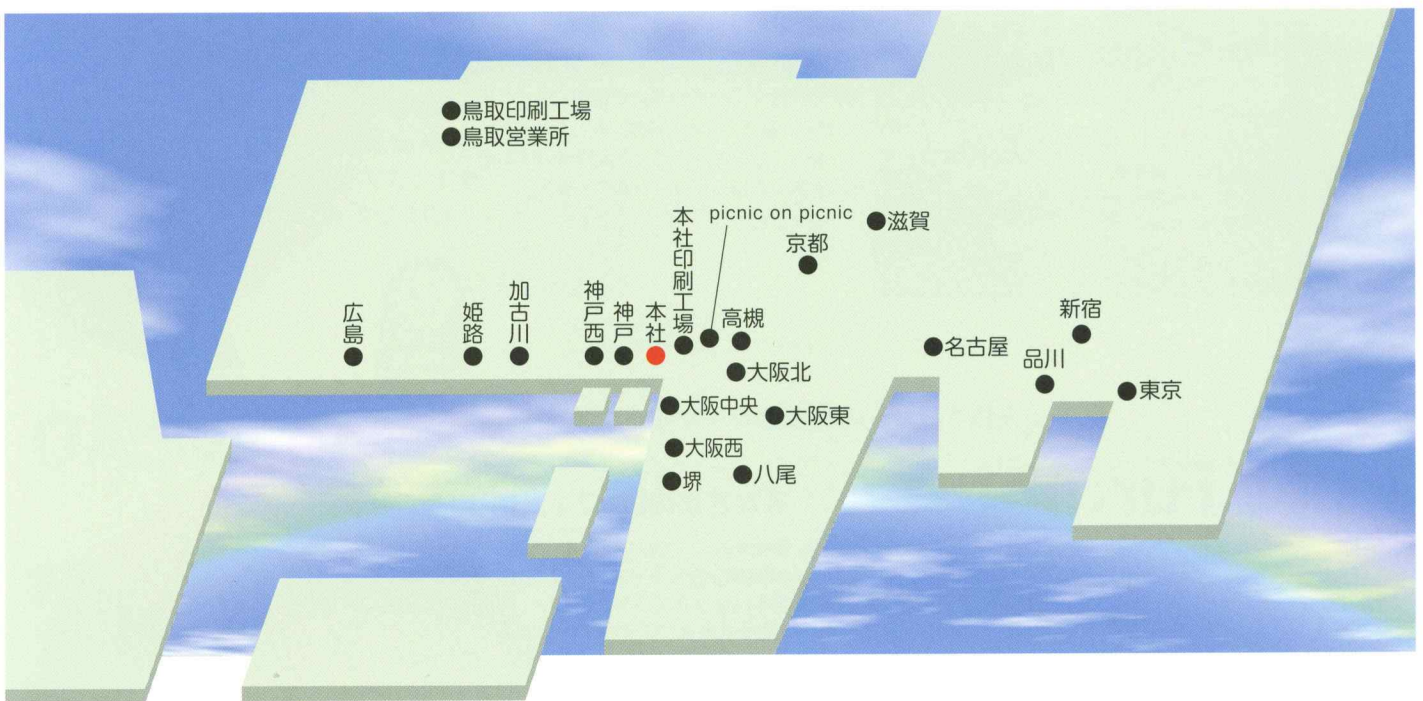 鳥取印刷工場
鳥取営業所
picnic on picnic
滋賀
京都
広島
姫路
加古川
神戸西
神戸
本社
本社印刷工場
高槻
新宿
名古屋
品川
東京
大阪北
大阪中央
大阪東
大阪西
八尾
堺